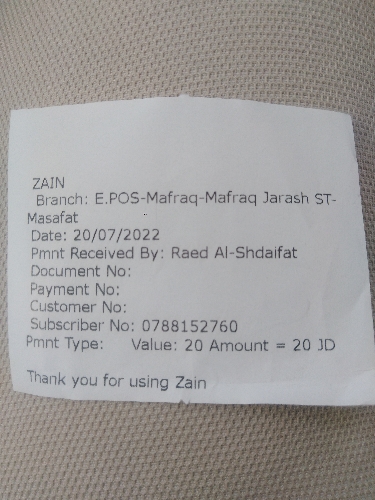 ZAIN
Branch: E.POS-Mafraq-Mafraq Jarash ST-
Masafat
Date: 20/07/2022
Pmnt Received By: Raed Al-Shdaifat
Document No:
Payment No:
Customer No:
Subscriber No: 0788152760
Pmnt Type: Value: 20 Amount = 20 JD
Thank you for using Zain